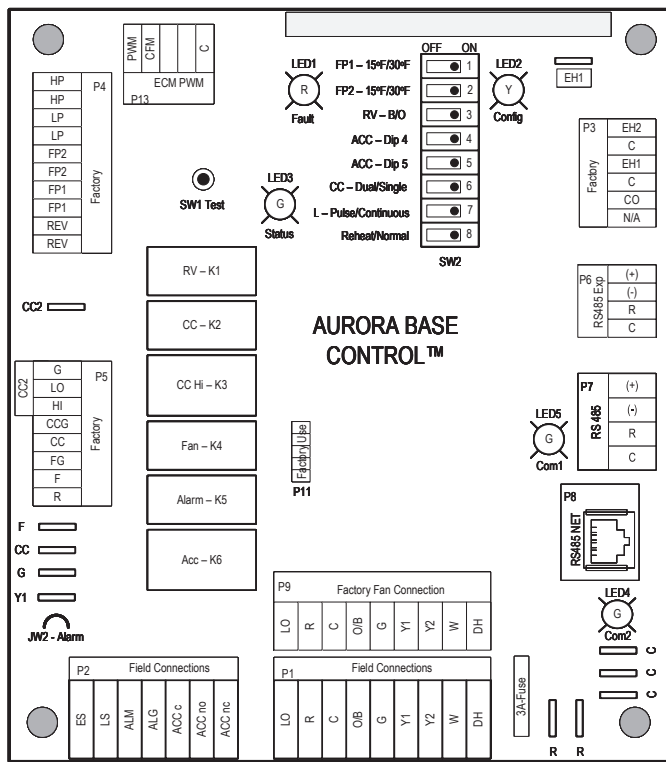 PWM
CFM
C
ECM PWM
P13
HP
HP
LP
LP
FP2
FP2
FP1
FP1
REV
REV
P4
Factory
LED1
R
Fault
SW1 Test
LED3
G
Status
OFF ON
FP1 – 15ºF/30ºF 1
FP2 – 15ºF/30ºF 2
RV – B/O 3
ACC – Dip 4 4
ACC – Dip 5 5
CC – Dual/Single 6
L – Pulse/Continuous 7
Reheat/Normal 8
SW2
LED2
Y
Config
EH1
P3
Factory
EH2
C
EH1
C
CO
N/A
RV – K1
CC – K2
CC Hi – K3
Fan – K4
Alarm – K5
Acc – K6
AURORA BASE
CONTROL™
P6
RS485 Exp
(+)
(-)
R
C
CC2
CC2
G
LO
HI
CCG
CC
FG
F
R
P5
Factory
Factory Use
P11
P7
RS 485
(+)
(-)
R
C
LED5
G
Com1
P8
RS485 NET
F
CC
G
Y1
JW2 - Alarm
P9
Factory Fan Connection
LO
R
C
O/B
G
Y1
Y2
W
DH
LED4
G
Com2
C
C
C
P2
Field Connections
ES
LS
ALM
ALG
ACC c
ACC no
ACC nc
P1
Field Connections
LO
R
C
O/B
G
Y1
Y2
W
DH
3A-Fuse
R R